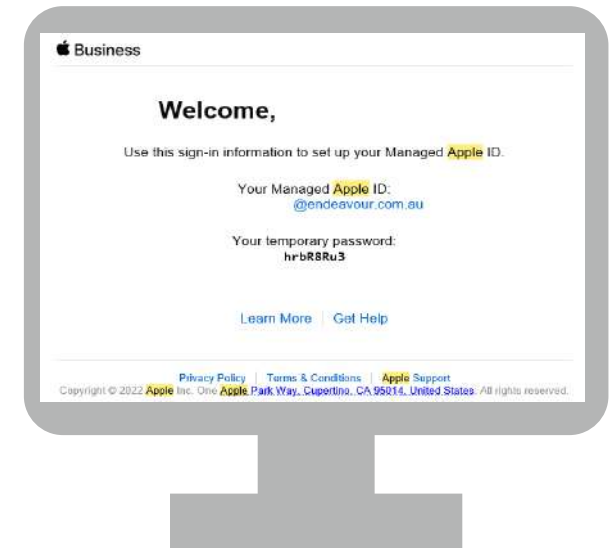 Business
Welcome,
Use this sign-in information to set up your Managed Apple ID.
Your Managed Apple ID:
@endeavour.com.au
Your temporary password:
hrbR8Ru3
Learn More | Get Help
Privacy Policy | Terms & Conditions | Apple Support
Copyright © 2022 Apple Inc. One Apple Park Way, Cupertino, CA 95014, United States. All rights reserved.